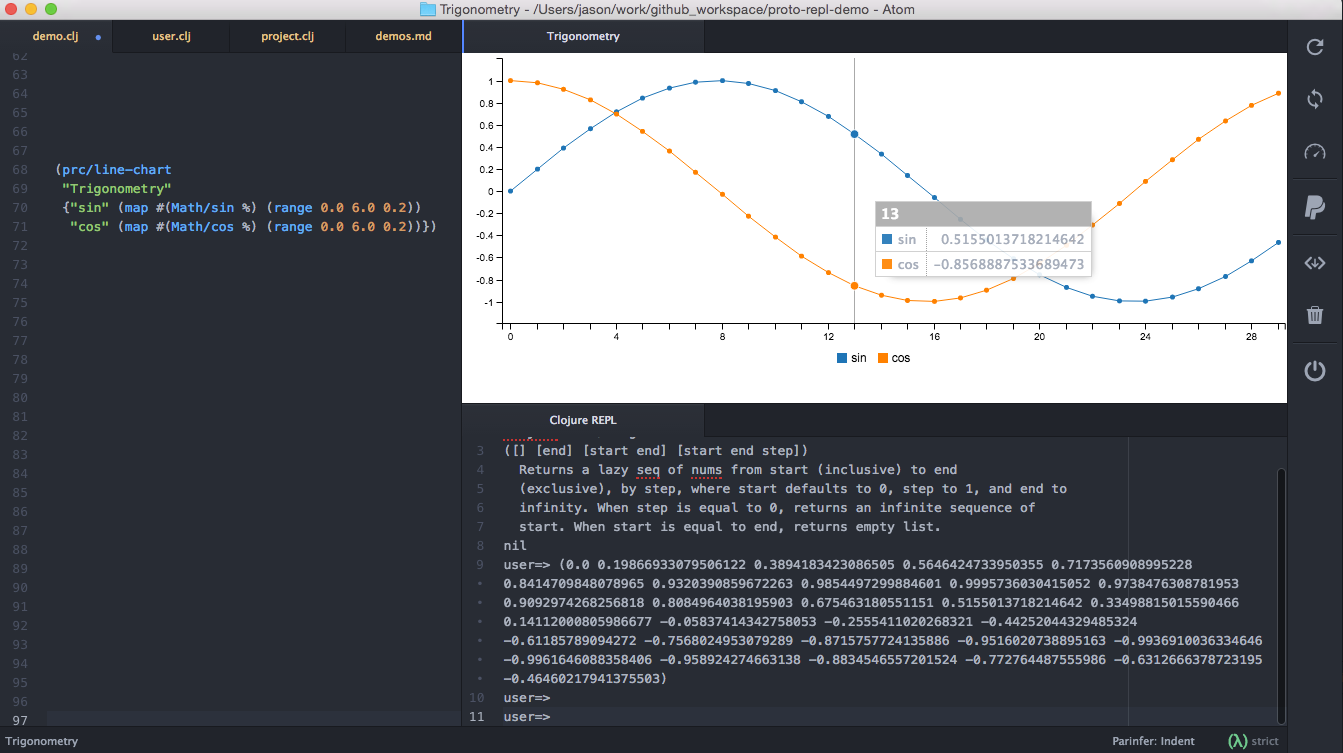 Trigonometry - /Users/jason/work/github_workspace/proto-repl-demo - Atom
demo.clj
user.clj
project.clj
demos.md
Trigonometry
62
63
64
65
66
67
68 (prc/line-chart
69 "Trigonometry"
70 {"sin" (map #(Math/sin %) (range 0.0 6.0 0.2))
71 "cos" (map #(Math/cos %) (range 0.0 6.0 0.2))})
72
73
74
75
76
77
78
79
80
81
82
83
84
85
86
87
88
89
90
91
92
93
94
95
96
97
1
0.8
0.6
0.4
0.2
0
-0.2
-0.4
-0.6
-0.8
-1
0 4 8 12 16 20 24 28
13
sin 0.5155013718214642
cos -0.8568887533689473
sin cos
Clojure REPL
3 ([] [end] [start end] [start end step])
4 Returns a lazy seq of nums from start (inclusive) to end
5 (exclusive), by step, where start defaults to 0, step to 1, and end to
6 infinity. When step is equal to 0, returns an infinite sequence of
7 start. When start is equal to end, returns empty list.
8 nil
9 user=> (0.0 0.19866933079506122 0.3894183423086505 0.5646424733950355 0.7173560908995228
• 0.8414709848078965 0.9320390859672263 0.9854497299884601 0.9995736030415052 0.9738476308781953
• 0.9092974268256818 0.8084964038195903 0.675463180551151 0.5155013718214642 0.33498815015590466
• 0.14112000805986677 -0.05837414342758053 -0.2555411020268321 -0.44252044329485324
• -0.61185789094272 -0.7568024953079289 -0.8715757724135886 -0.9516020738895163 -0.9936910036334646
• -0.9961646088358406 -0.958924274663138 -0.8834546557201524 -0.772764487555986 -0.6312666378723195
• -0.46460217941375503)
10 user=>
11 user=>
Trigonometry
Parinfer: Indent
(λ) strict